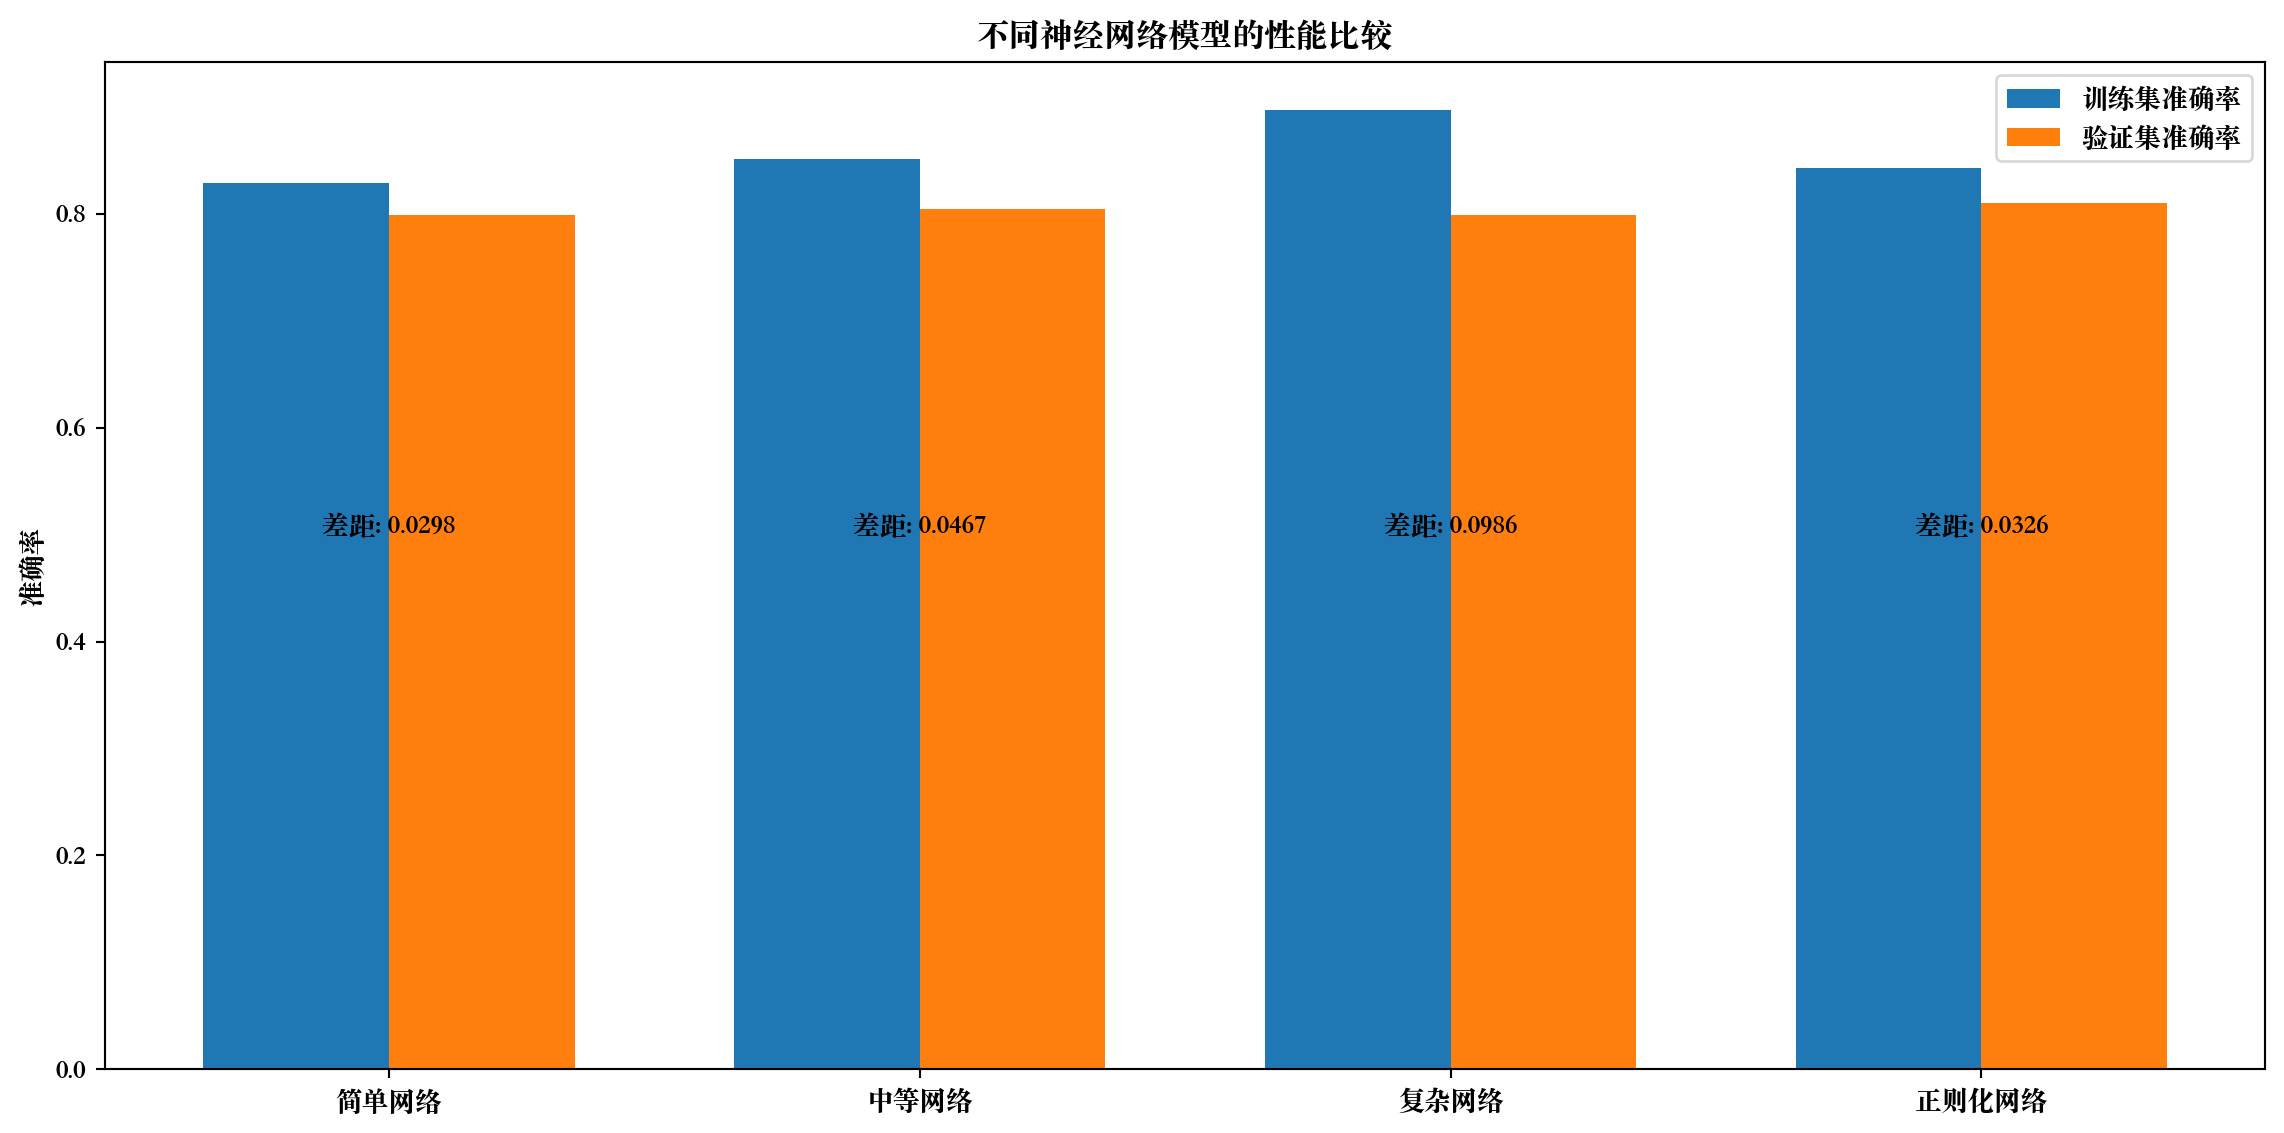 不同神经网络模型的性能比较
训练集准确率
验证集准确率
准确率
0.8
0.6
0.4
0.2
0.0
差距: 0.0298
差距: 0.0467
差距: 0.0986
差距: 0.0326
简单网络
中等网络
复杂网络
正则化网络